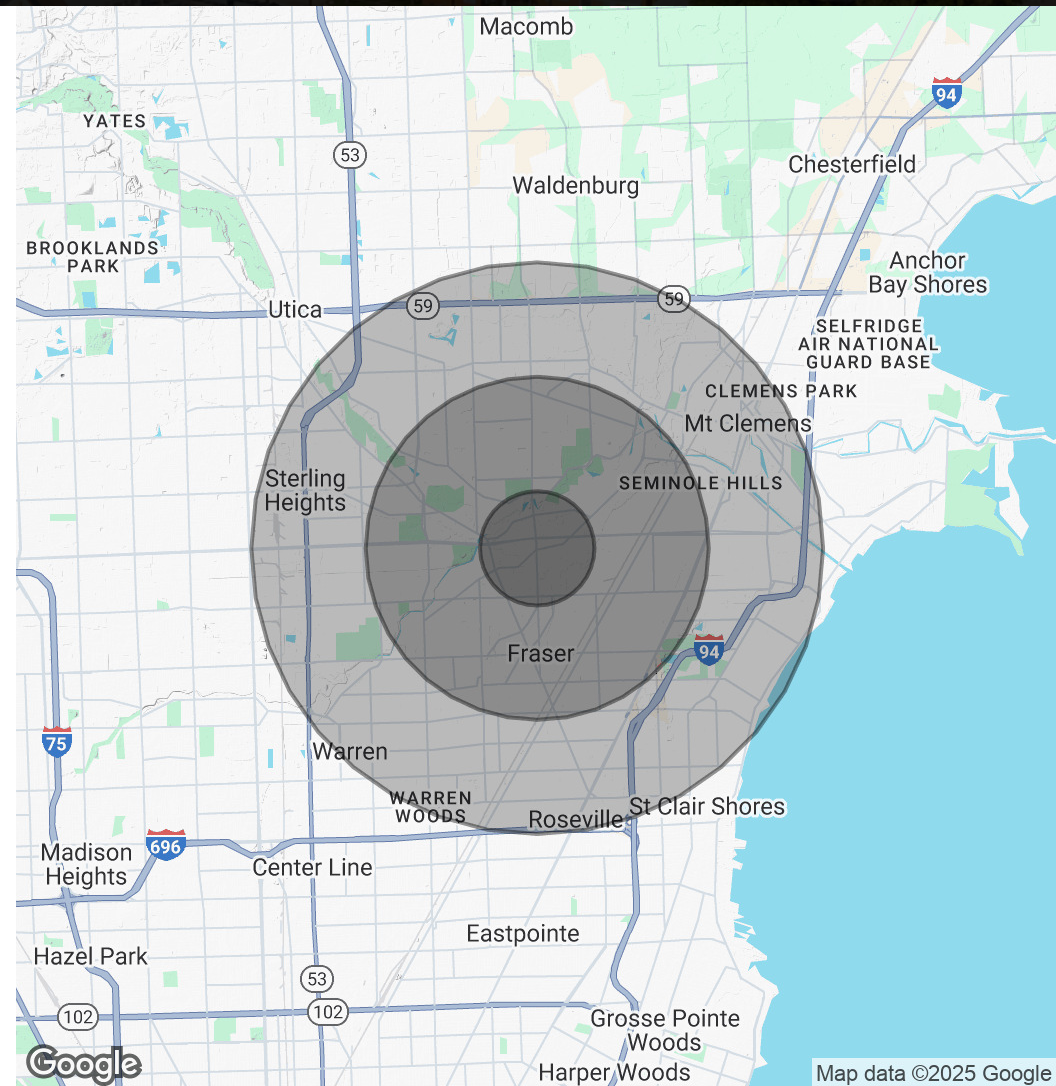 Macomb
94
YATES
53
Chesterfield
Waldenburg
BROOKLANDS
PARK
Anchor
Bay Shores
Utica
59
59
SELFRIDGE
AIR NATIONAL
GUARD BASE
CLEMENS PARK
Mt Clemens
Sterling
Heights
SEMINOLE HILLS
Fraser
94
75
Warren
WARREN
WOODS
Roseville
St Clair Shores
696
Madison
Heights
Center Line
Eastpointe
Hazel Park
53
102
102
Grosse Pointe
Woods
Harper Woods
Google
Map data ©2025 Google